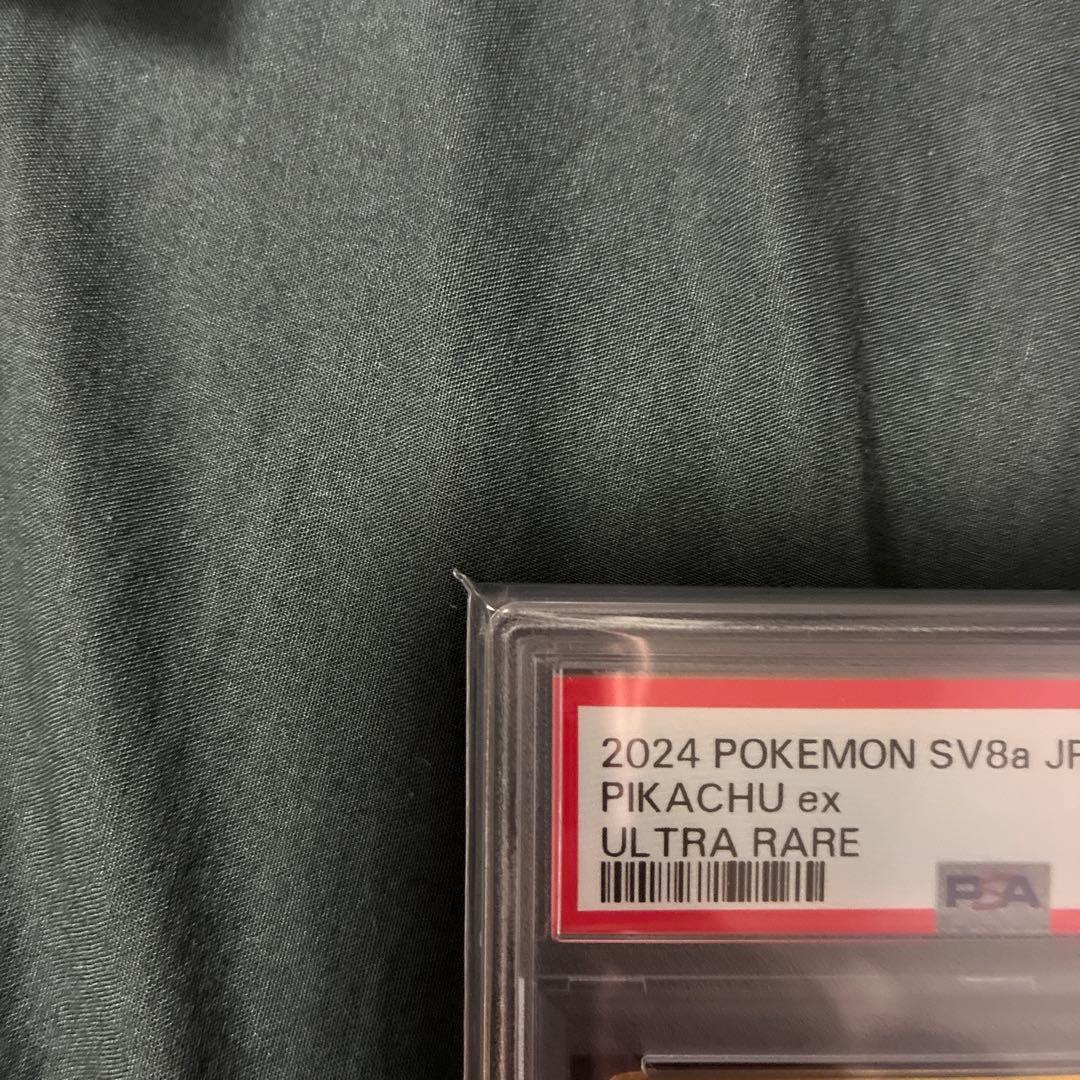 2024 POKEMON SV8a JP
PIKACHU ex
ULTRA RARE
PSA